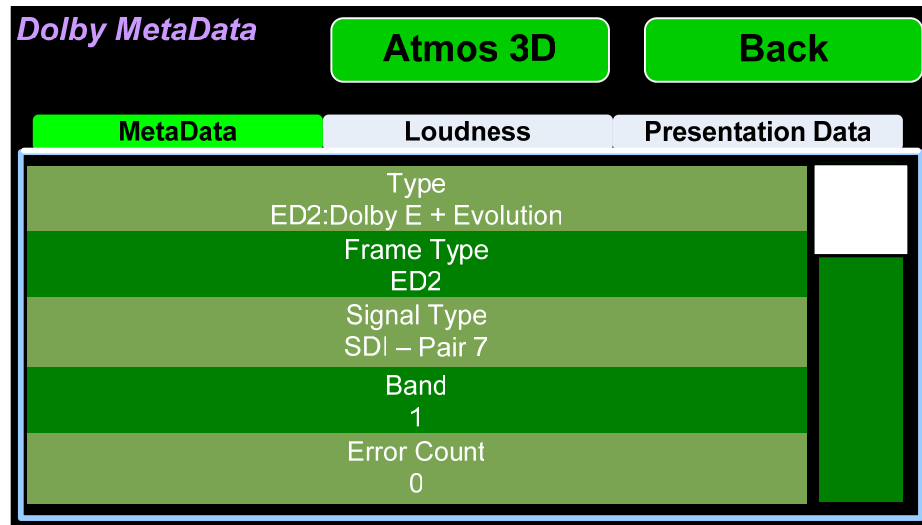 Dolby MetaData
Atmos 3D
Back
MetaData
Loudness
Presentation Data
Type
ED2:Dolby E + Evolution
Frame Type
ED2
Signal Type
SDI – Pair 7
Band
1
Error Count
0